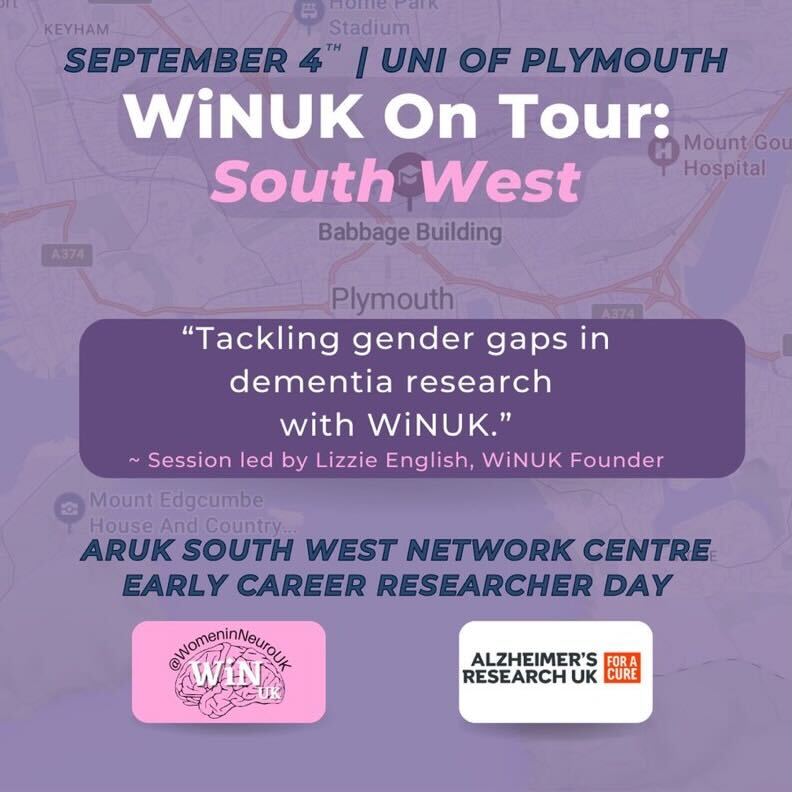 Home Park
Stadium
KEYHAM
SEPTEMBER 4TH | UNI OF PLYMOUTH
WiNUK On Tour:
Mount Gou
Hospital
South West
Babbage Building
A374
Plymouth
A374
“Tackling gender gaps in
dementia research
with WiNUK.”
~ Session led by Lizzie English, WiNUK Founder
Mount Edgcumbe
House And Country...
ARUK SOUTH WEST NETWORK CENTRE
EARLY CAREER RESEARCHER DAY
@WomeninNeuroUK
WiN
UK
ALZHEIMER'S
RESEARCH UK
FOR A
CURE